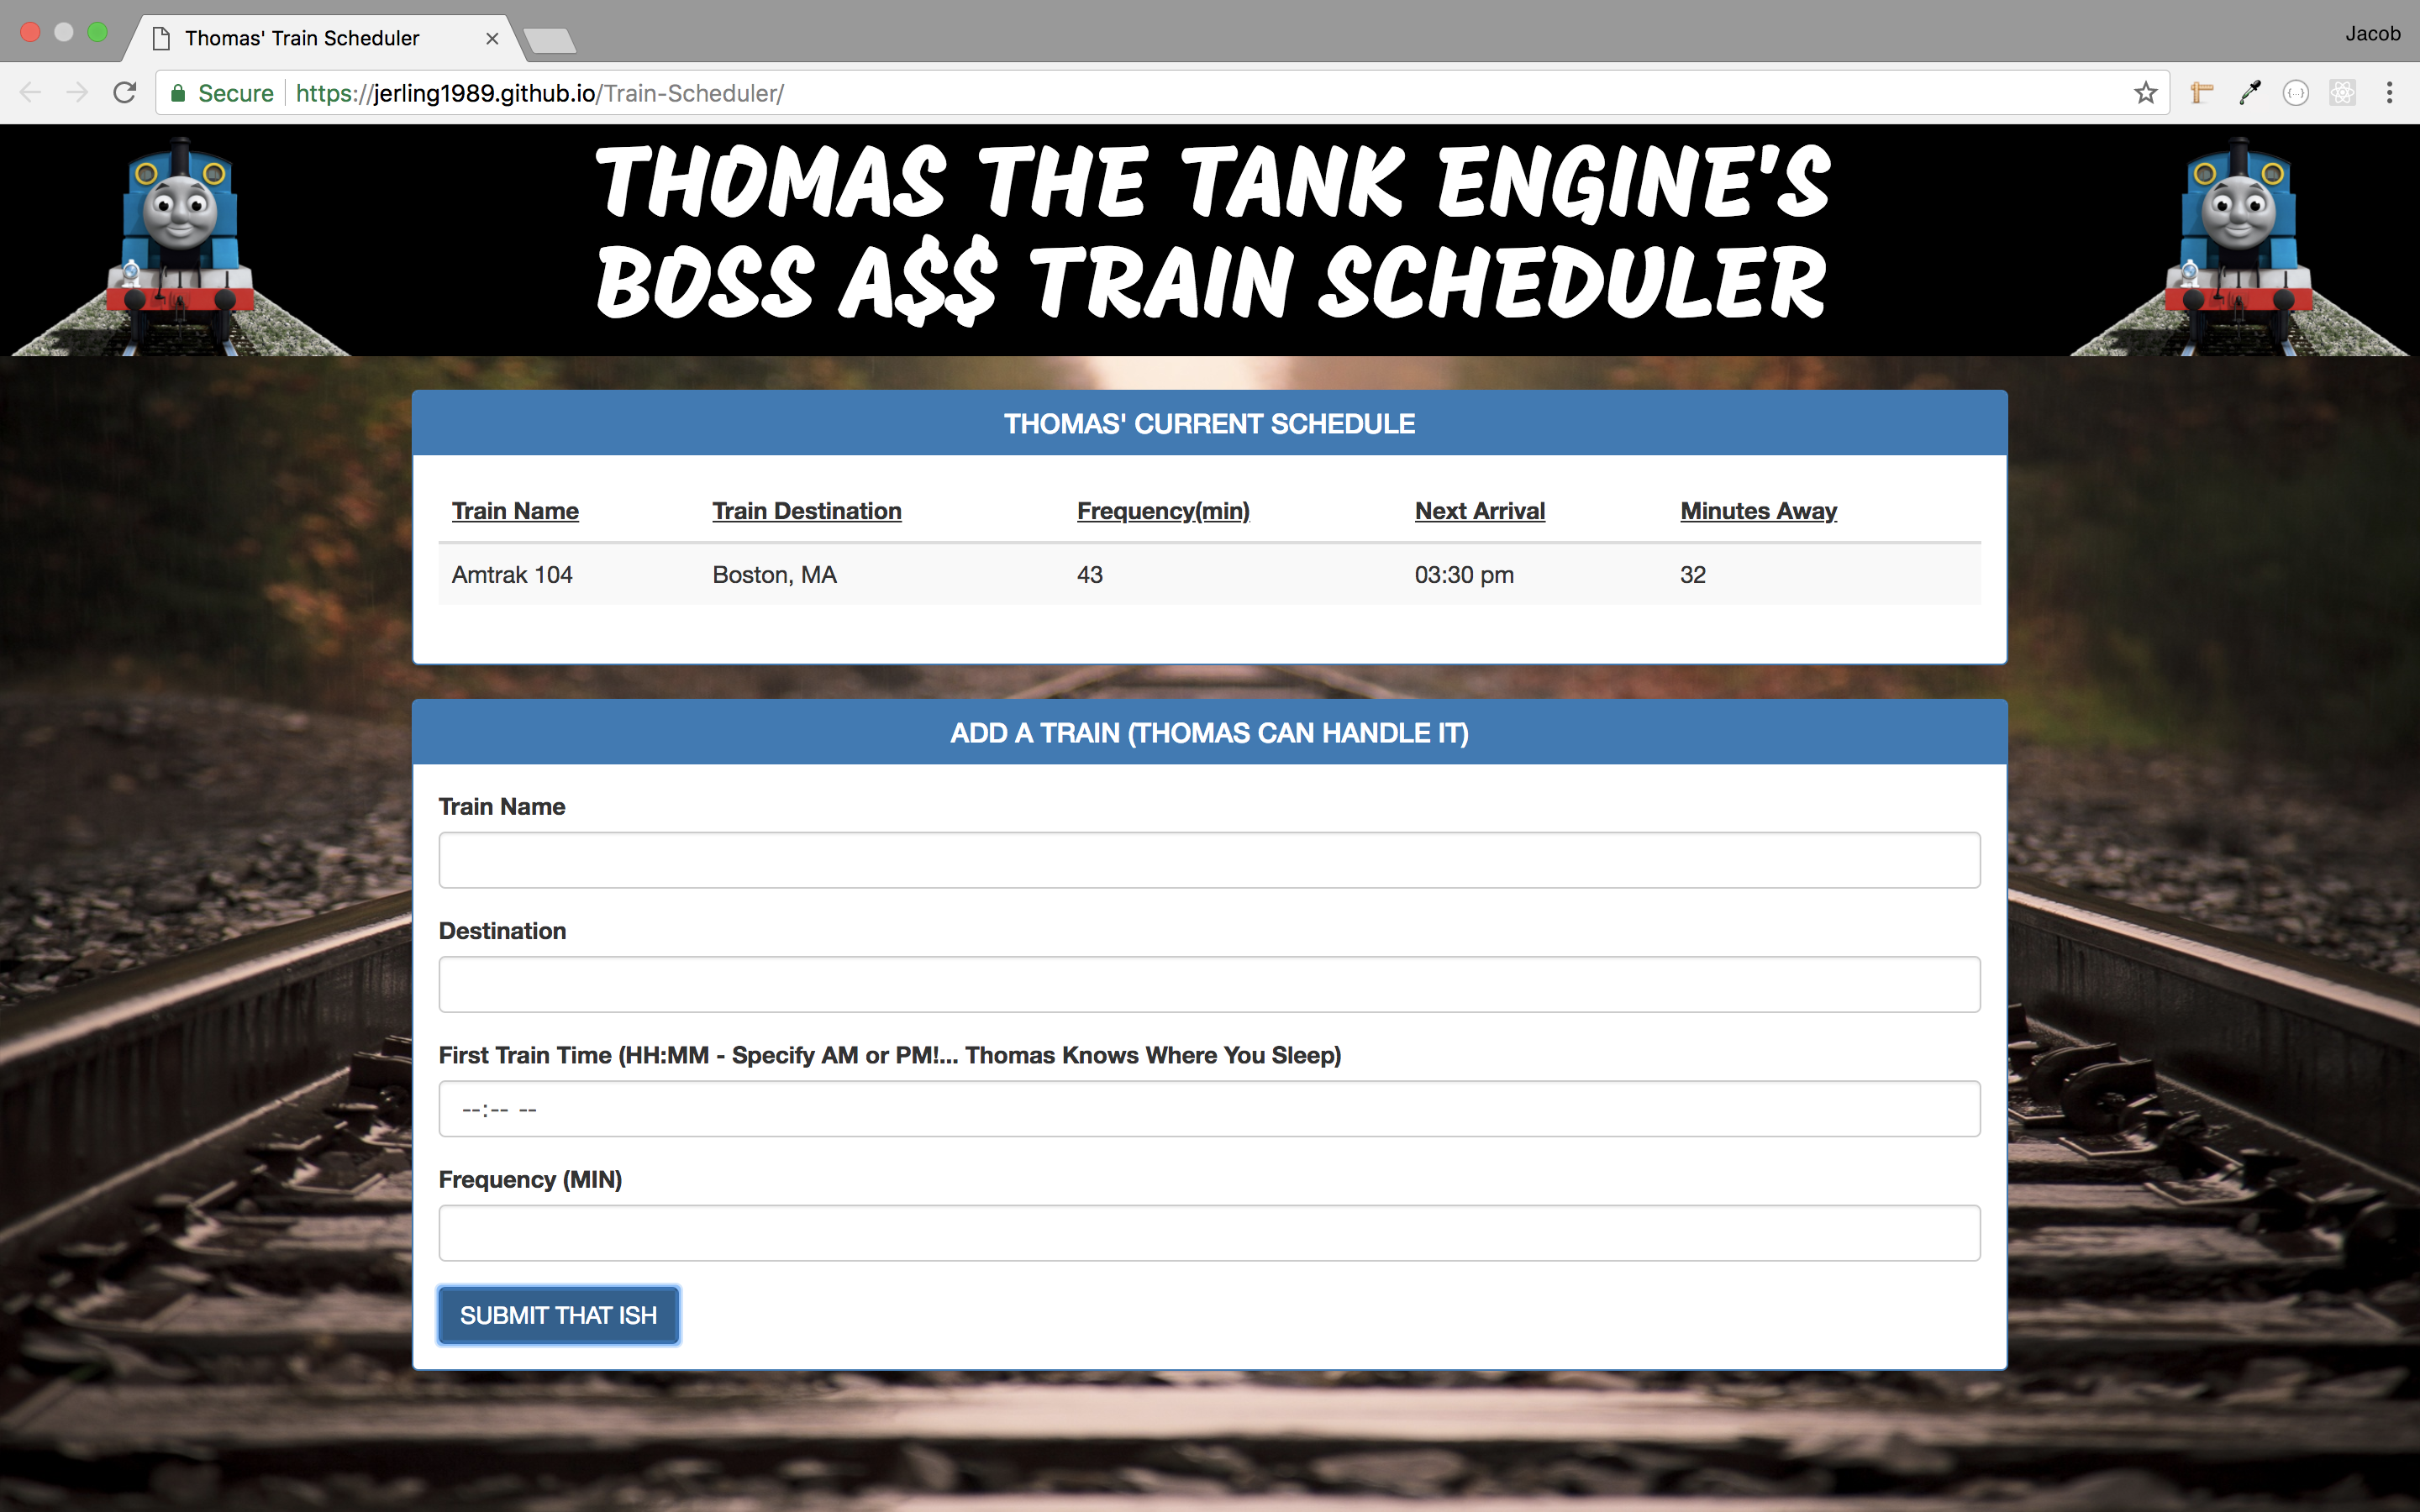 Thomas' Train Scheduler
Jacob
Secure https://jerling1989.github.io/Train-Scheduler/
THOMAS THE TANK ENGINE'S
BOSS A$$ TRAIN SCHEDULER
THOMAS' CURRENT SCHEDULE
Train Name Train Destination Frequency(min) Next Arrival Minutes Away
Amtrak 104 Boston, MA 43 03:30 pm 32
ADD A TRAIN (THOMAS CAN HANDLE IT)
Train Name
Destination
First Train Time (HH:MM - Specify AM or PM!... Thomas Knows Where You Sleep)
--:-- --
Frequency (MIN)
SUBMIT THAT ISH